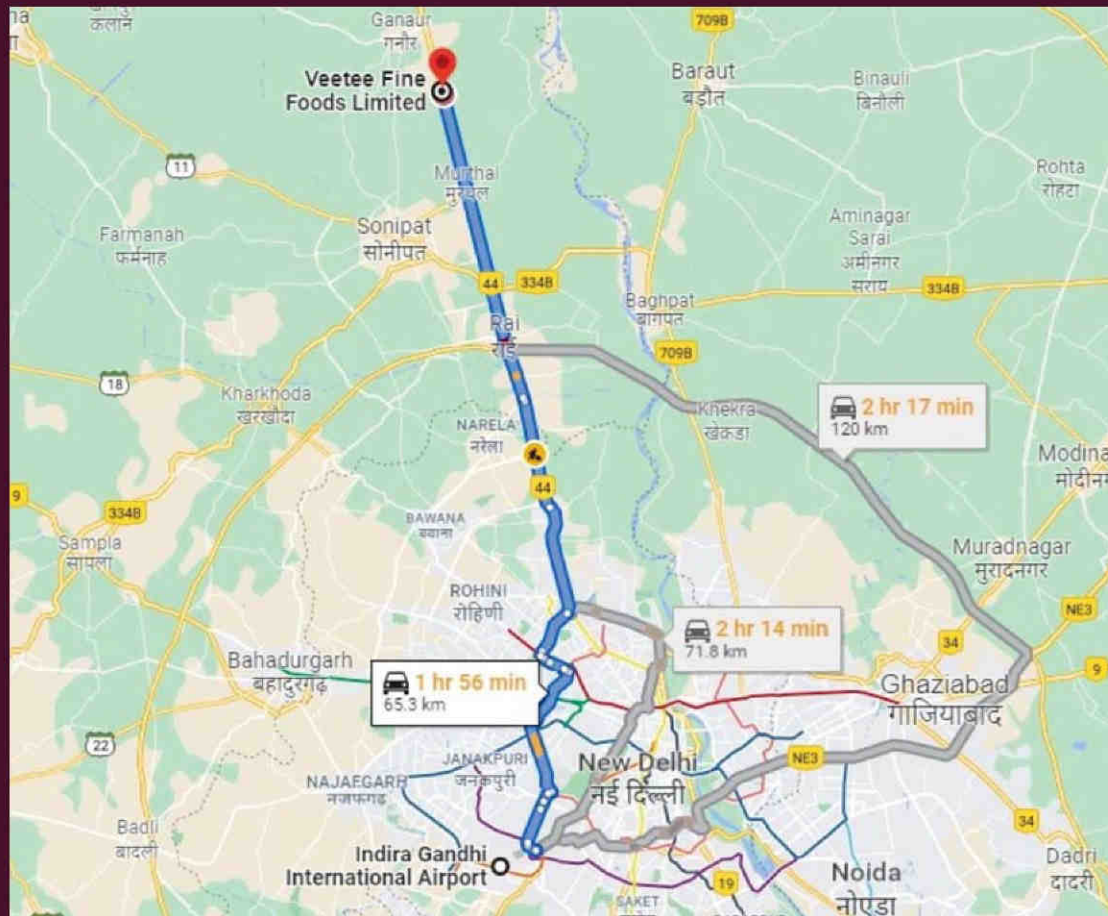 कलान
Ganaur
गनौर
709B
Veetee Fine
Foods Limited
Baraut
बड़ौत
Binauli
बिनौली
11
Murthal
मुरथल
Rohta
रोहटा
Farmanah
फर्मनाह
Sonipat
सोनीपत
Aminagar
Sarai
अमीनगर
सराय
44
334B
Baghpat
बागपत
334B
Rai
राई
709B
18
Kharkhoda
खरखौदा
Khekra
खेकड़ा
2 hr 17 min
120 km
NARELA
नरेला
Modina
मोदीनग
9
334B
44
Sampla
सापला
BAWANA
बवाना
Muradnagar
मुरादनगर
ROHINI
रोहिणी
NE3
2 hr 14 min
71.8 km
34
9
Bahadurgarh
बहादुरगढ़
1 hr 56 min
65.3 km
Ghaziabad
गाजियाबाद
22
JANAKPURI
जनकपुरी
New Delhi
नई दिल्ली
NE3
NAJAFGARH
नजफगढ़
Badli
बादली
34
Indira Gandhi
International Airport
Dadri
दादरी
19
Noida
नोएडा
SAKET